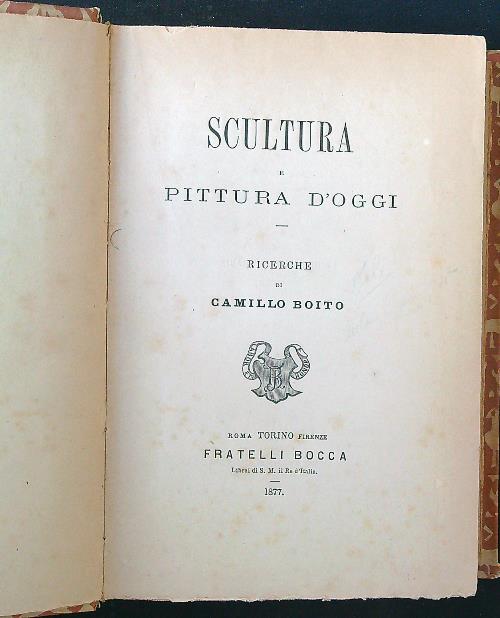 SCULTURA
E
PITTURA D'OGGI
RICERCHE
DI
CAMILLO BOITO
ROMA TORINO FIRENZE
FRATELLI BOCCA
Librai di S. M. il Re d'Italia.
1877.